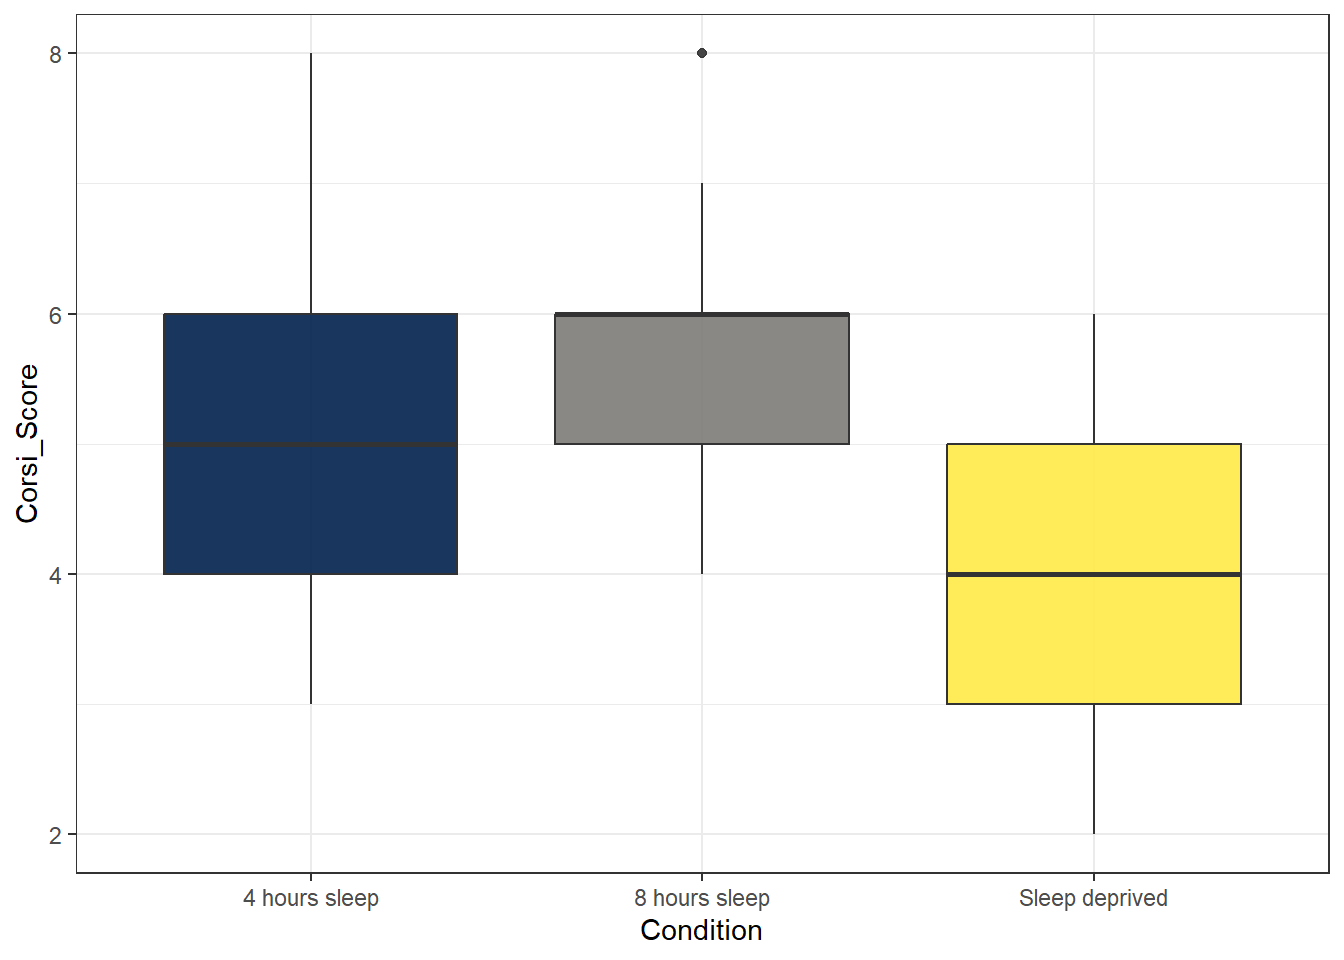 Corsi_Score
8
6
4
2
4 hours sleep
8 hours sleep
Sleep deprived
Condition